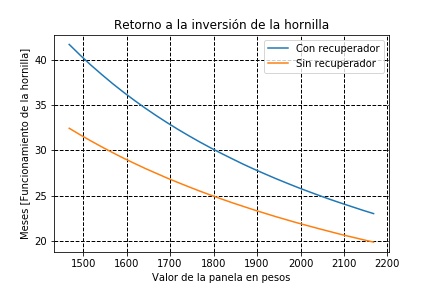 Retorno a la inversión de la hornilla
Con recuperador
Sin recuperador
Meses [Funcionamiento de la hornilla]
40
35
30
25
20
1500 1600 1700 1800 1900 2000 2100 2200
Valor de la panela en pesos